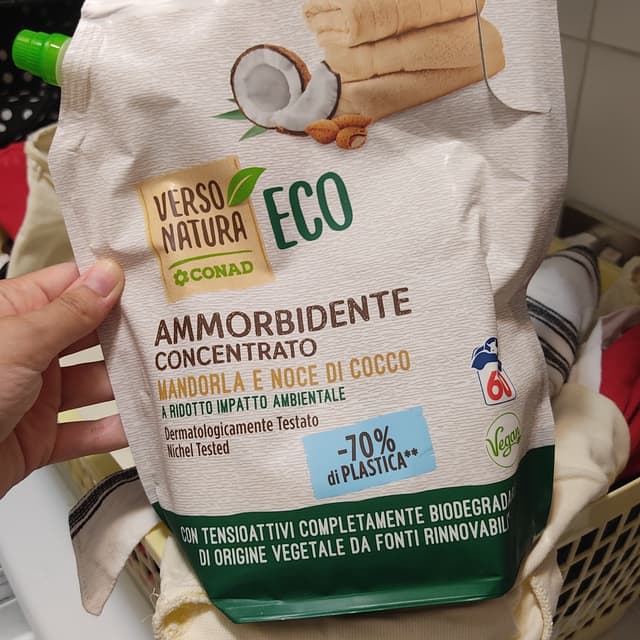 VERSO
NATURA
CONAD
ECO
AMMORBIDENTE
CONCENTRATO
MANDORLA E NOCE DI COCCO
A RIDOTTO IMPATTO AMBIENTALE
Dermatologicamente Testato
Nichel Tested
-70%
di PLASTICA**
60
Vegan
CON TENSIOATTIVI COMPLETAMENTE BIODEGRADA
DI ORIGINE VEGETALE DA FONTI RINNOVABIL